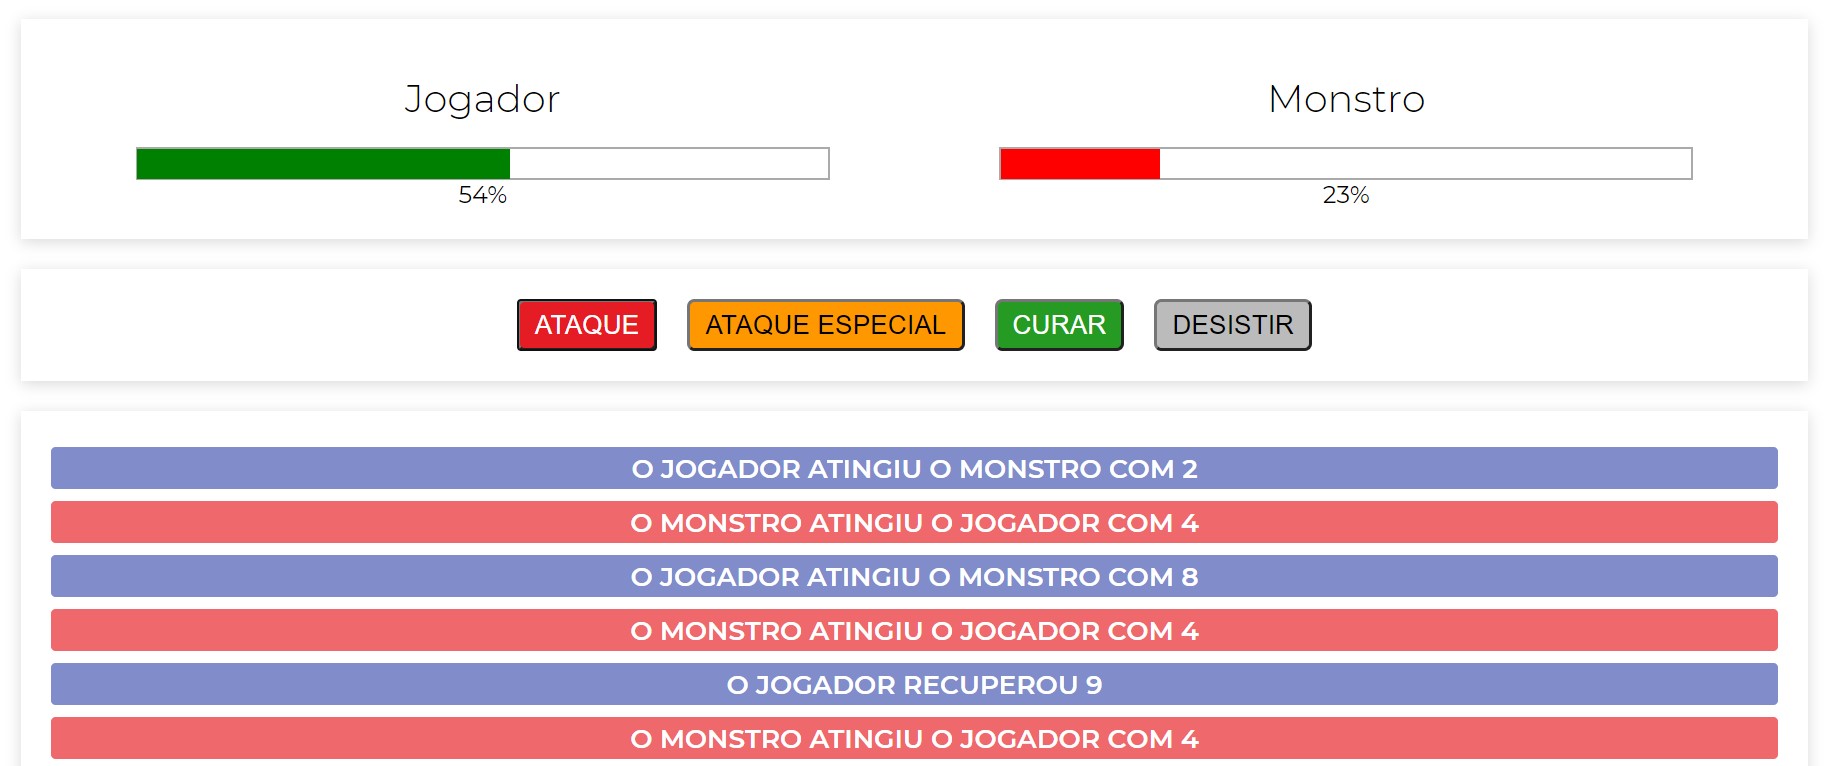 Jogador
Monstro
54%
23%
ATAQUE
ATAQUE ESPECIAL
CURAR
DESISTIR
O JOGADOR ATINGIU O MONSTRO COM 2
O MONSTRO ATINGIU O JOGADOR COM 4
O JOGADOR ATINGIU O MONSTRO COM 8
O MONSTRO ATINGIU O JOGADOR COM 4
O JOGADOR RECUPEROU 9
O MONSTRO ATINGIU O JOGADOR COM 4